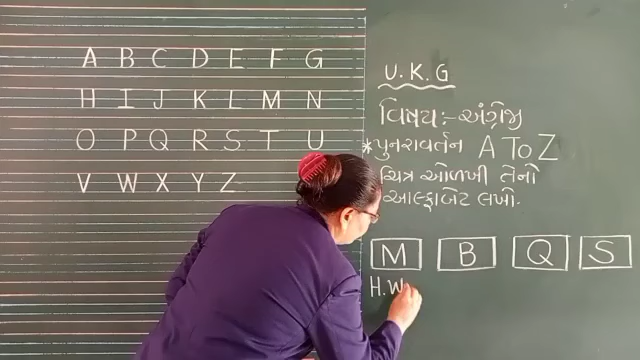 A B C D E F G
H I J K L M N
O P Q R S T U
V W X Y Z
U.K.G
વિષય:- અંગ્રેજી
*પુનરાવર્તન A To Z
ચિત્ર ઓળખી તેનો
આલ્ફાબેટ લખો.
M B Q S
H.W